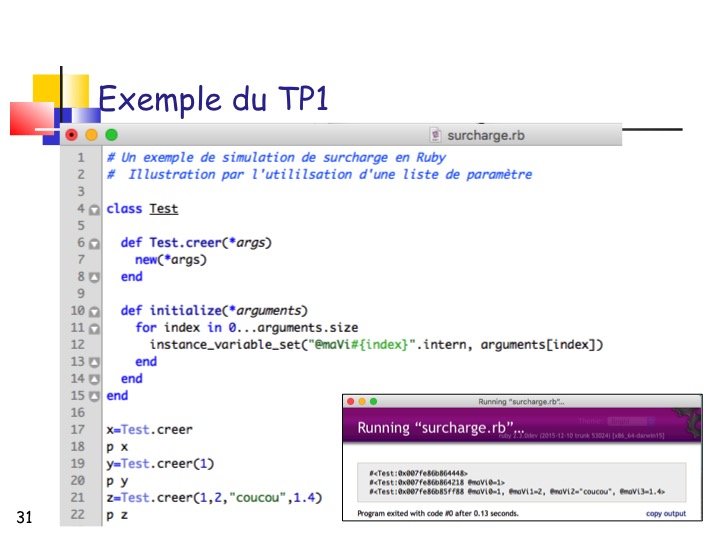 Exemple du TP1
surcharge.rb
1 # Un exemple de simulation de surcharge en Ruby
2 #  Illustration par l'utililsation d'une liste de paramètre
3
4 class Test
5
6   def Test.creer(*args)
7     new(*args)
8   end
9
10   def initialize(*arguments)
11     for index in 0...arguments.size
12       instance_variable_set("@maVi#{index}".intern, arguments[index])
13     end
14   end
15 end
16
17 x=Test.creer
18 p x
19 y=Test.creer(1)
20 p y
21 z=Test.creer(1,2,"coucou",1.4)
22 p z
Running "surcharge.rb"…
Running “surcharge.rb”…
ruby 2.3.0dev (2015-12-10 trunk 53024) [x86_64-darwin15]
#<Test:0x007fe86b864448>
#<Test:0x007fe86b864218 @maVi0=1>
#<Test:0x007fe86b85ff88 @maVi0=1, @maVi1=2, @maVi2="coucou", @maVi3=1.4>
Program exited with code #0 after 0.13 seconds.
copy output
31